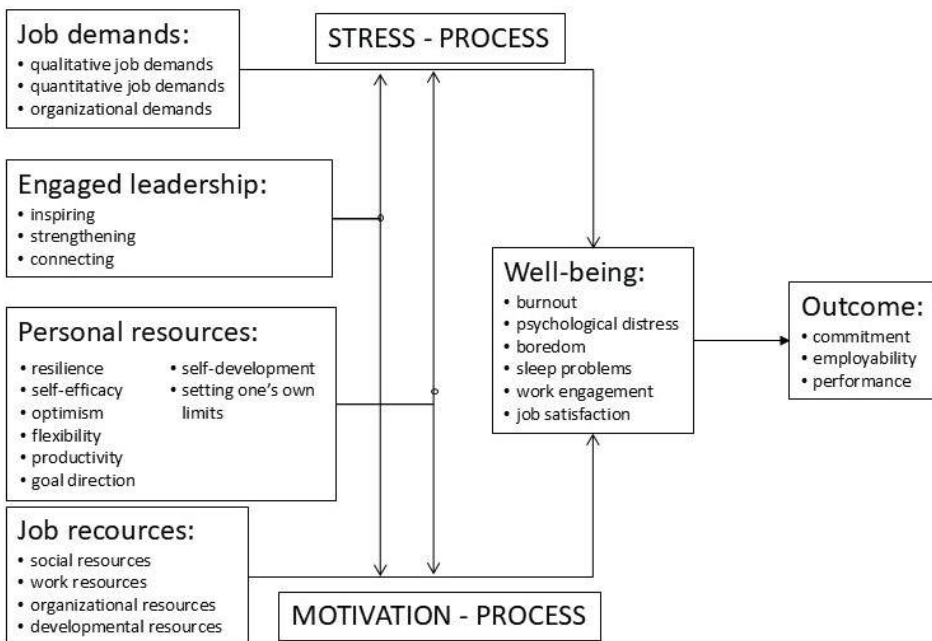 Job demands:
• qualitative job demands
• quantitative job demands
• organizational demands
STRESS - PROCESS
Engaged leadership:
• inspiring
• strengthening
• connecting
Personal resources:
• resilience
• self-efficacy
• optimism
• flexibility
• productivity
• goal direction
• self-development
• setting one's own
limits
Job recources:
• social resources
• work resources
• organizational resources
• developmental resources
MOTIVATION - PROCESS
Well-being:
• burnout
• psychological distress
• boredom
• sleep problems
• work engagement
• job satisfaction
Outcome:
• commitment
• employability
• performance